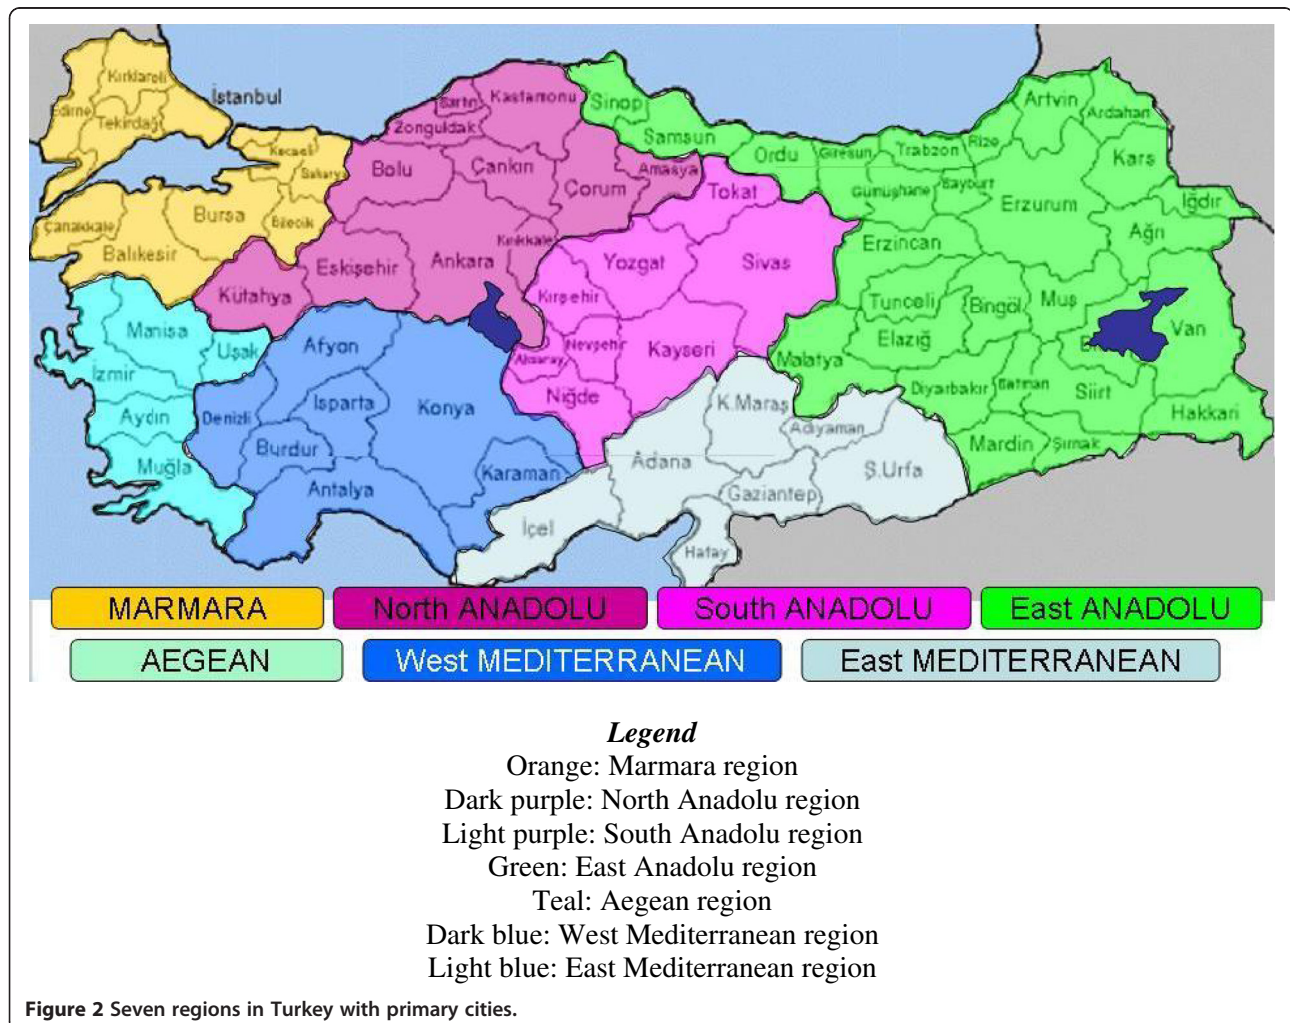 Kırklareli
İstanbul
Edirne
Tekirdağ
Kocaeli
Sakarya
Çanakkale
Bursa
Bilecik
Balıkesir
Bartın
Kastamonu
Zonguldak
Bolu
Çankırı
Çorum
Amasya
Kütahya
Eskişehir
Ankara
Kırıkkale
Sinop
Samsun
Ordu
Giresun
Trabzon
Rize
Artvin
Ardahan
Kars
Gümüşhane
Bayburt
Erzurum
Iğdır
Erzincan
Ağrı
Tunceli
Bingöl
Muş
Van
Malatya
Elazığ
Diyarbakır
Batman
Siirt
Hakkari
Mardin
Şırnak
Tokat
Yozgat
Sivas
Kırşehir
Nevşehir
Aksaray
Kayseri
Niğde
Manisa
Uşak
İzmir
Aydın
Muğla
Afyon
Denizli
Isparta
Konya
Burdur
Karaman
Antalya
K.Maraş
Adıyaman
Adana
Ş.Urfa
Gaziantep
İçel
Hatay
MARMARA
North ANADOLU
South ANADOLU
East ANADOLU
AEGEAN
West MEDITERRANEAN
East MEDITERRANEAN
Legend
Orange: Marmara region
Dark purple: North Anadolu region
Light purple: South Anadolu region
Green: East Anadolu region
Teal: Aegean region
Dark blue: West Mediterranean region
Light blue: East Mediterranean region
Figure 2 Seven regions in Turkey with primary cities.